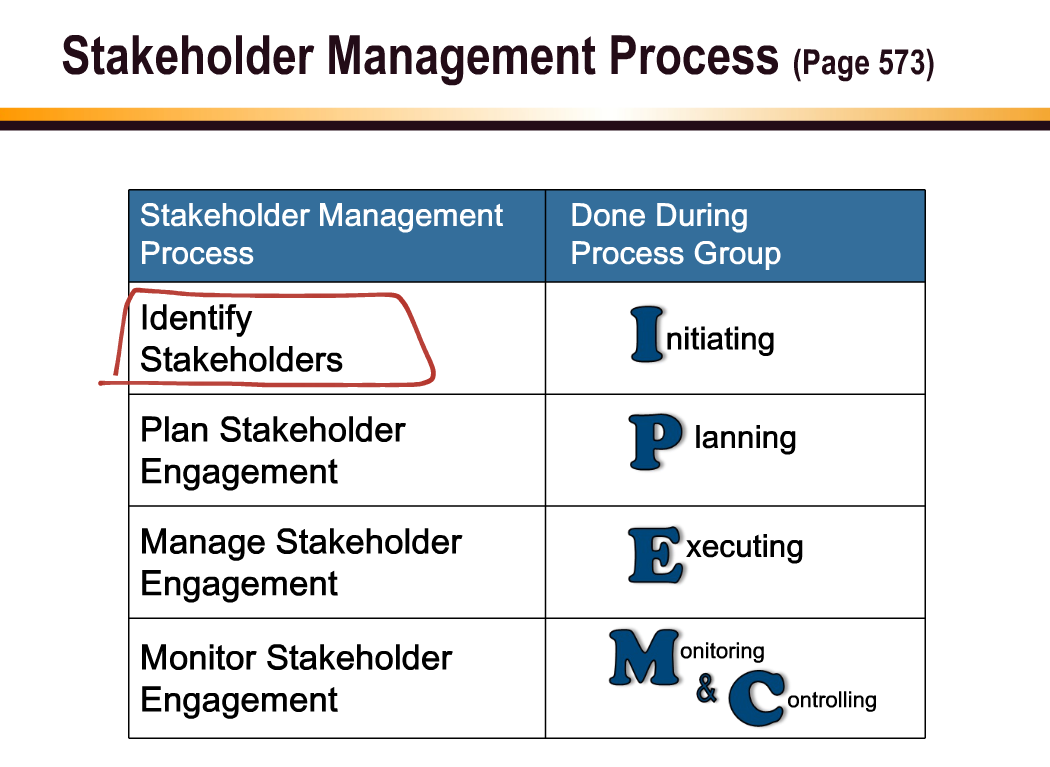 Stakeholder Management Process (Page 573)
Stakeholder Management
Process
Done During
Process Group
Identify
Stakeholders
Initiating
Plan Stakeholder
Engagement
Planning
Manage Stakeholder
Engagement
Executing
Monitor Stakeholder
Engagement
Monitoring
& Controlling